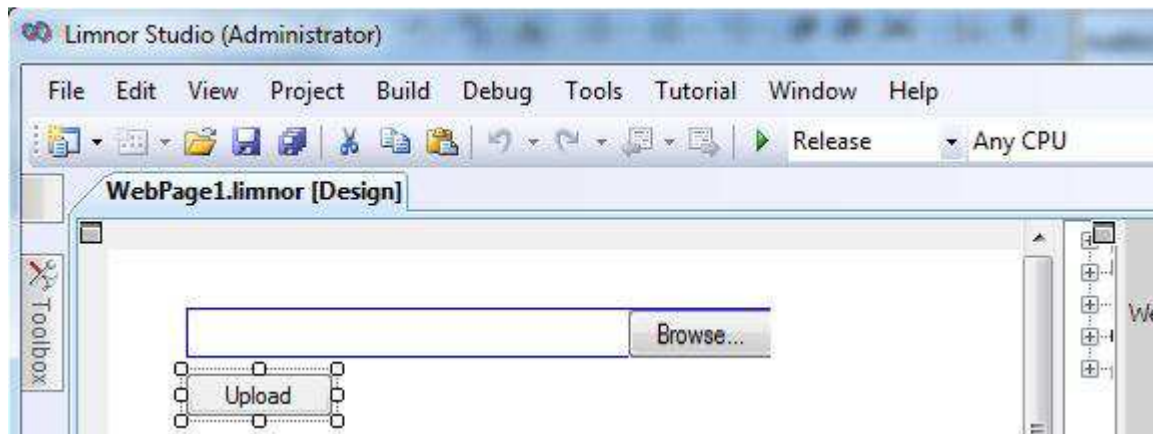 Limnor Studio (Administrator)
File Edit View Project Build Debug Tools Tutorial Window Help
Release Any CPU
WebPage1.limnor [Design]
Toolbox
Browse...
Upload